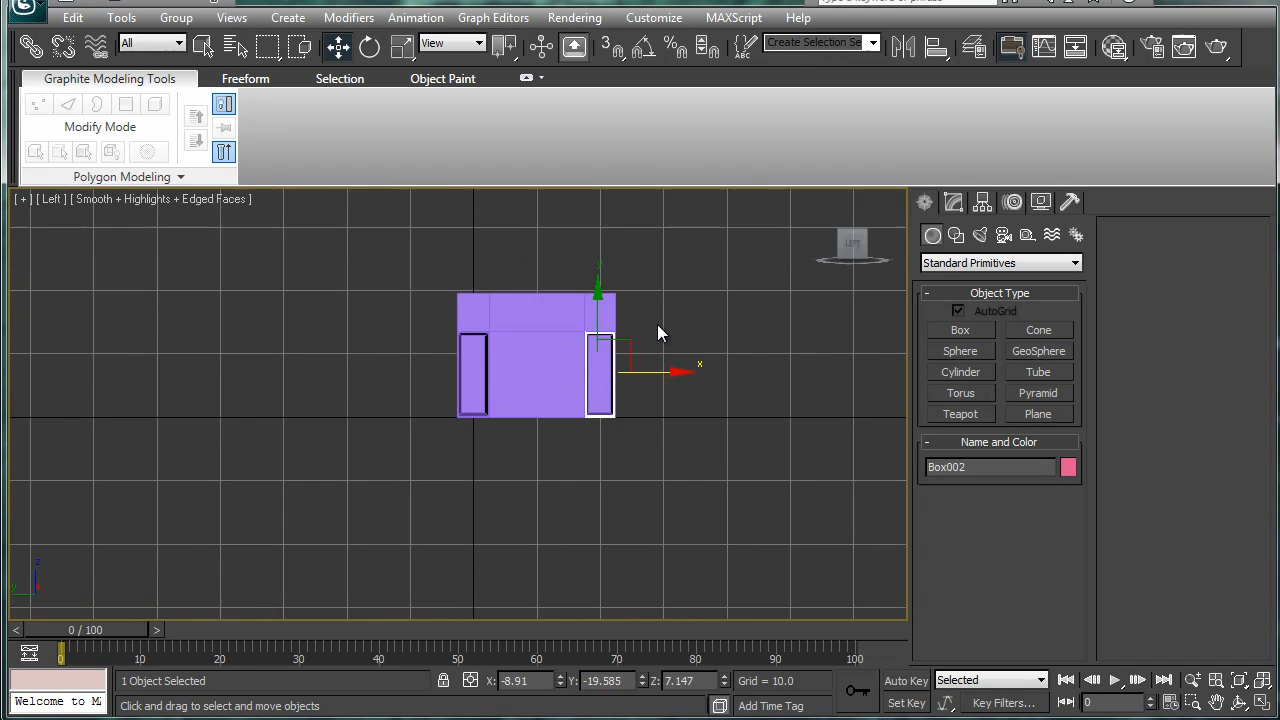 Edit Tools Group Views Create Modifiers Animation Graph Editors Rendering Customize MAXScript Help
All View 3 Create Selection Se
Graphite Modeling Tools Freeform Selection Object Paint
Modify Mode
Polygon Modeling
[ + ] [ Left ] [ Smooth + Highlights + Edged Faces ]
LEFT
z
x
z
y
Standard Primitives
- Object Type
AutoGrid
Box Cone
Sphere GeoSphere
Cylinder Tube
Torus Pyramid
Teapot Plane
- Name and Color
Box002
< 0 / 100 >
0 10 20 30 40 50 60 70 80 90 100
1 Object Selected X: -8.91 Y: -19.585 Z: 7.147 Grid = 10.0 Auto Key Selected
Welcome to M Click and drag to select and move objects Add Time Tag Set Key Key Filters... 0